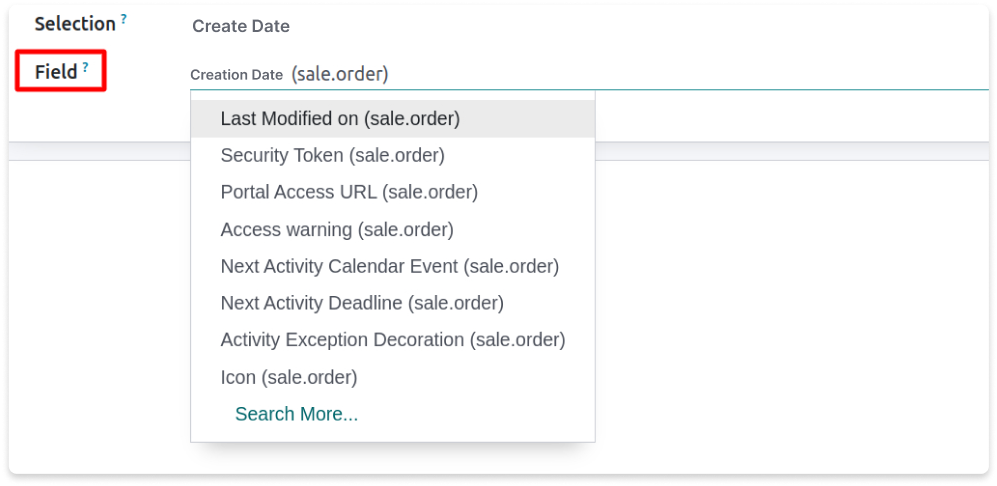 Selection ? Create Date
Field ? Creation Date (sale.order)
Last Modified on (sale.order)
Security Token (sale.order)
Portal Access URL (sale.order)
Access warning (sale.order)
Next Activity Calendar Event (sale.order)
Next Activity Deadline (sale.order)
Activity Exception Decoration (sale.order)
Icon (sale.order)
Search More...